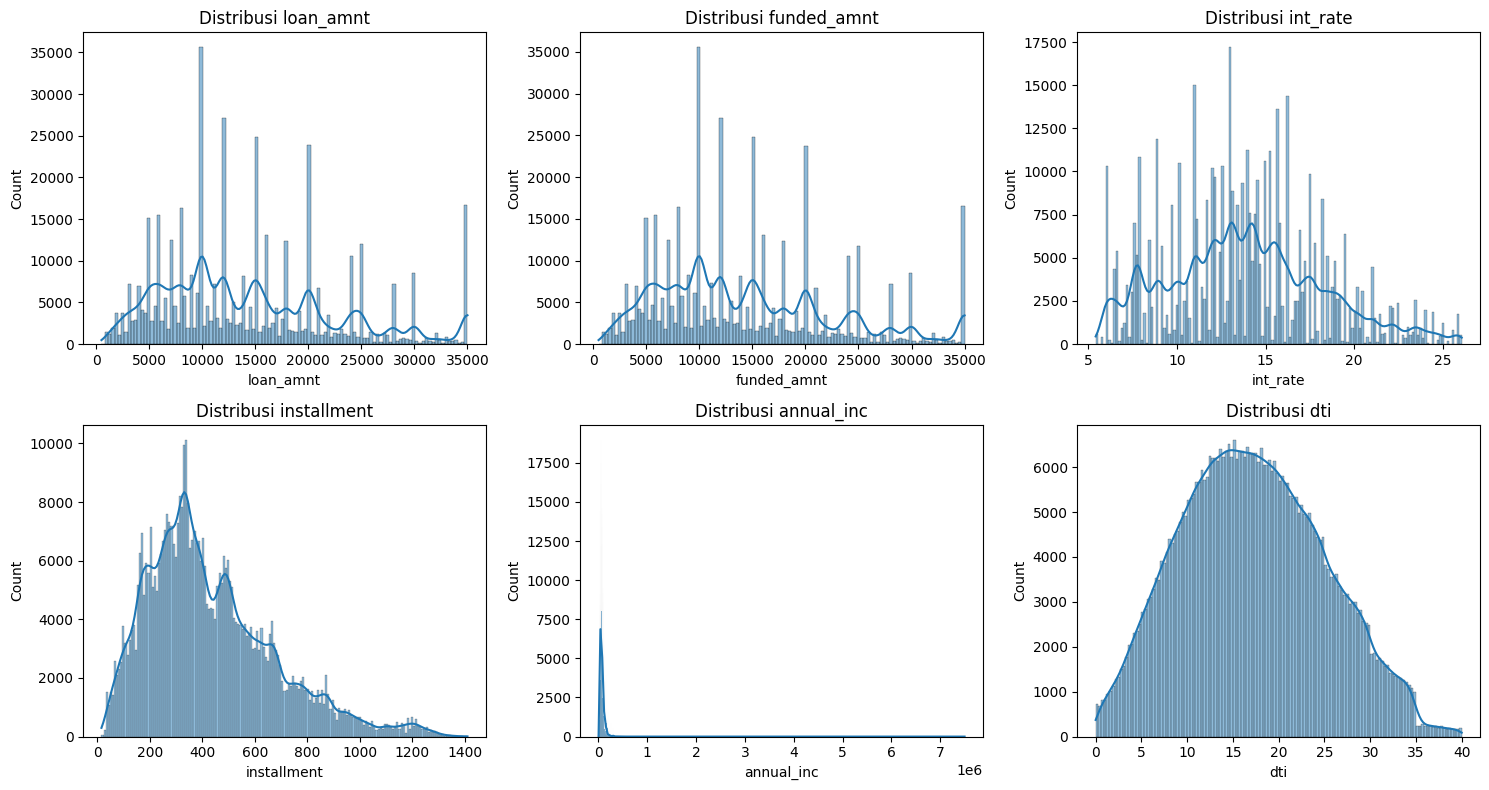 Distribusi loan_amnt
Count
35000
30000
25000
20000
15000
10000
5000
0
0 5000 10000 15000 20000 25000 30000 35000
loan_amnt
Distribusi funded_amnt
Count
35000
30000
25000
20000
15000
10000
5000
0
0 5000 10000 15000 20000 25000 30000 35000
funded_amnt
Distribusi int_rate
Count
17500
15000
12500
10000
7500
5000
2500
0
5 10 15 20 25
int_rate
Distribusi installment
Count
10000
8000
6000
4000
2000
0
0 200 400 600 800 1000 1200 1400
installment
Distribusi annual_inc
Count
17500
15000
12500
10000
7500
5000
2500
0
0 1 2 3 4 5 6 7
1e6
annual_inc
Distribusi dti
Count
6000
5000
4000
3000
2000
1000
0
0 5 10 15 20 25 30 35 40
dti